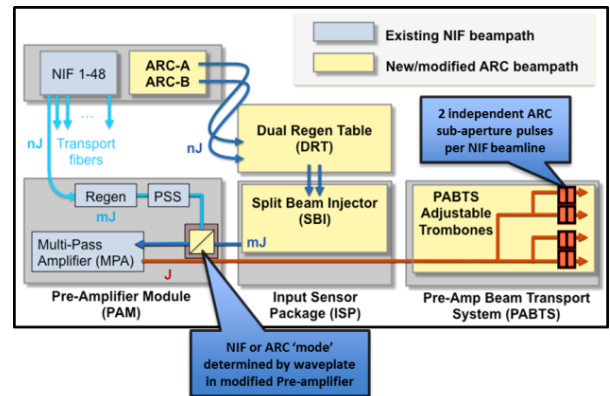 NIF 1-48
ARC-A
ARC-B
Existing NIF beampath
New/modified ARC beampath
nJ
...
Transport
fibers
nJ
Dual Regen Table
(DRT)
2 independent ARC
sub-aperture pulses
per NIF beamline
Regen
PSS
mJ
Split Beam Injector
(SBI)
PABTS
Adjustable
Trombones
Multi-Pass
Amplifier (MPA)
mJ
J
Pre-Amplifier Module
(PAM)
Input Sensor
Package (ISP)
Pre-Amp Beam Transport
System (PABTS)
NIF or ARC ‘mode’
determined by waveplate
in modified Pre-amplifier